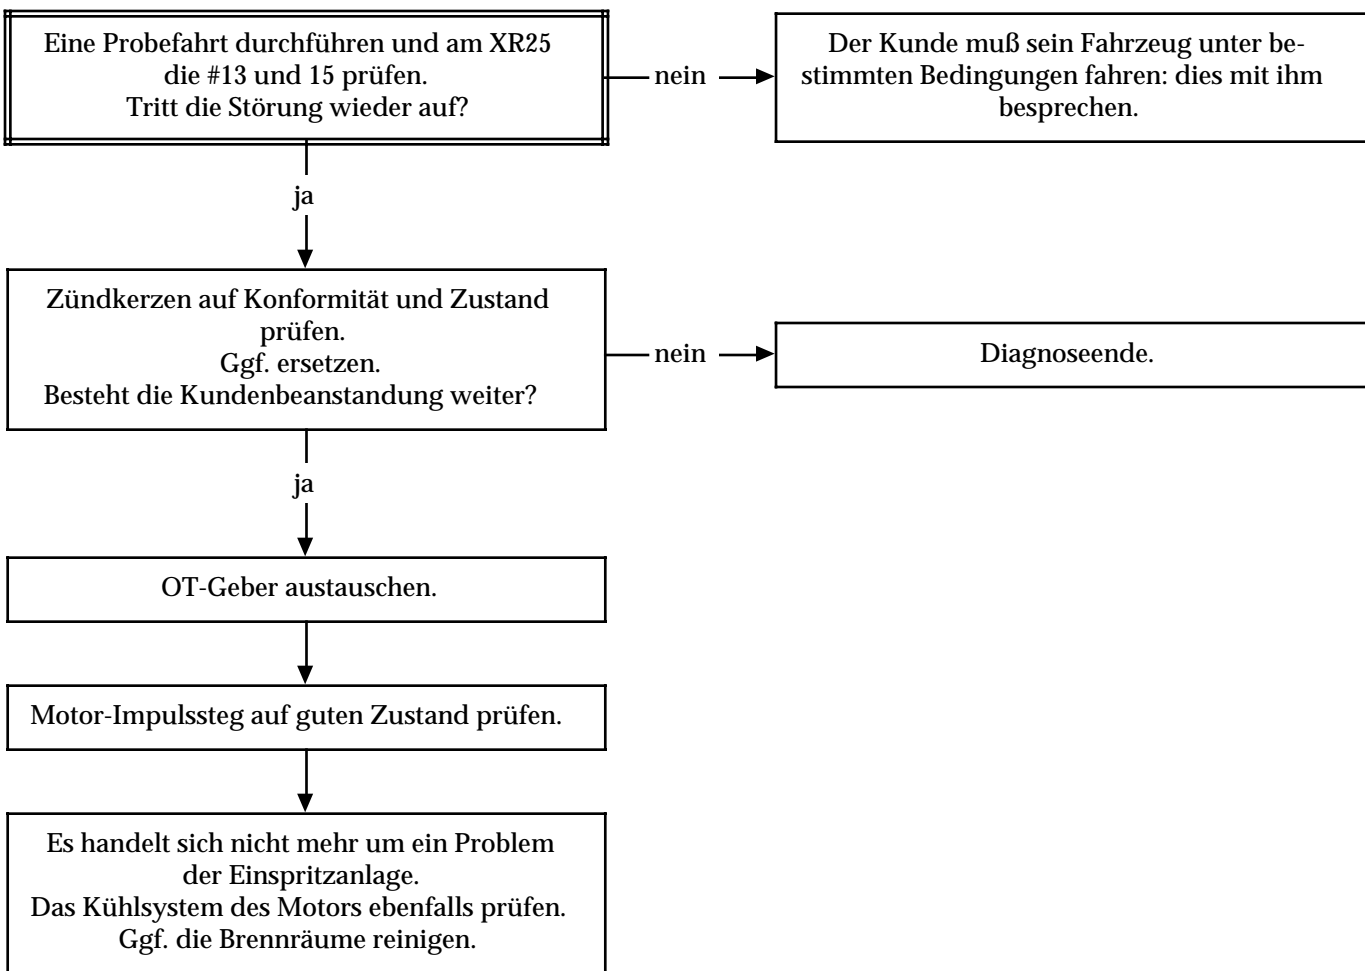 Eine Probefahrt durchführen und am XR25
die #13 und 15 prüfen.
Tritt die Störung wieder auf?
nein
Der Kunde muß sein Fahrzeug unter be-
stimmten Bedingungen fahren: dies mit ihm
besprechen.
ja
Zündkerzen auf Konformität und Zustand
prüfen.
Ggf. ersetzen.
Besteht die Kundenbeanstandung weiter?
nein
Diagnoseende.
ja
OT-Geber austauschen.
Motor-Impulssteg auf guten Zustand prüfen.
Es handelt sich nicht mehr um ein Problem
der Einspritzanlage.
Das Kühlsystem des Motors ebenfalls prüfen.
Ggf. die Brennräume reinigen.